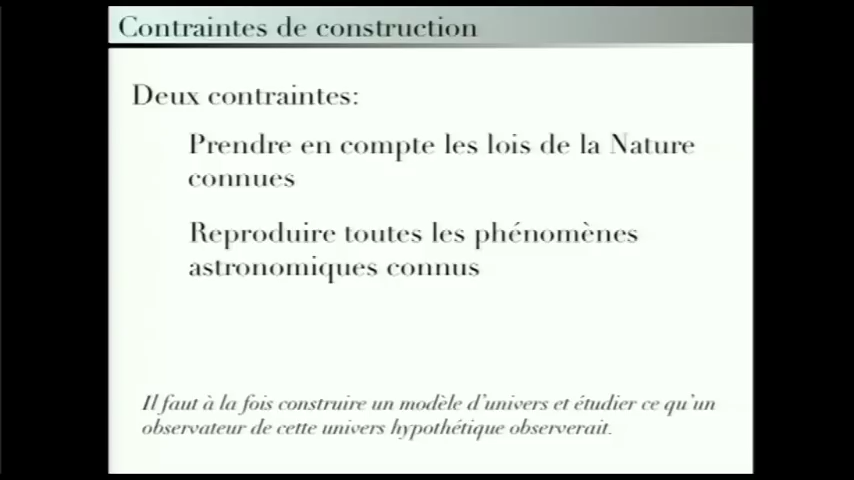 Contraintes de construction
Deux contraintes:
Prendre en compte les lois de la Nature
connues
Reproduire toutes les phénomènes
astronomiques connus
Il faut à la fois construire un modèle d'univers et étudier ce qu'un
observateur de cette univers hypothétique observerait.